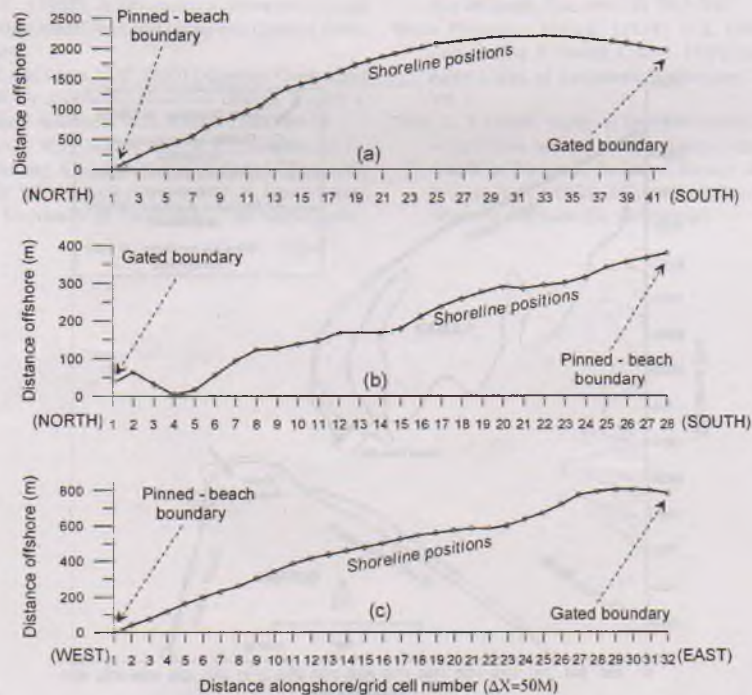 Pinned - beach
boundary
Distance offshore (m)
2500
2000
1500
1000
500
0
Shoreline positions
Gated boundary
(a)
(NORTH) 1 3 5 7 9 11 13 15 17 19 21 23 25 27 29 31 33 35 37 39 41 (SOUTH)
Gated boundary
Distance offshore (m)
400
300
200
100
0
Shoreline positions
Pinned - beach
boundary
(b)
(NORTH) 1 2 3 4 5 6 7 8 9 10 11 12 13 14 15 16 17 18 19 20 21 22 23 24 25 26 27 28 (SOUTH)
Pinned - beach
boundary
Distance offshore (m)
800
600
400
200
0
Shoreline positions
Gated boundary
(c)
(WEST) 1 2 3 4 5 6 7 8 9 10 11 12 13 14 15 16 17 18 19 20 21 22 23 24 25 26 27 28 29 30 31 32 (EAST)
Distance alongshore/grid cell number (ΔX=50M)